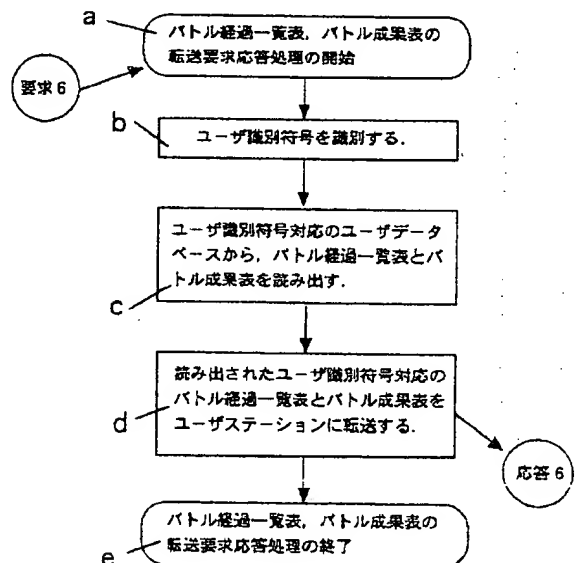 a
バトル経過一覧表，バトル成果表の
転送要求応答処理の開始
要求6
b
ユーザ識別符号を識別する．
ユーザ識別符号対応のユーザデータ
ベースから，バトル経過一覧表とバ
トル成果表を読み出す．
c
読み出されたユーザ識別符号対応の
バトル経過一覧表とバトル成果表を
ユーザステーションに転送する．
d
応答6
バトル経過一覧表，バトル成果表の
転送要求応答処理の終了
e